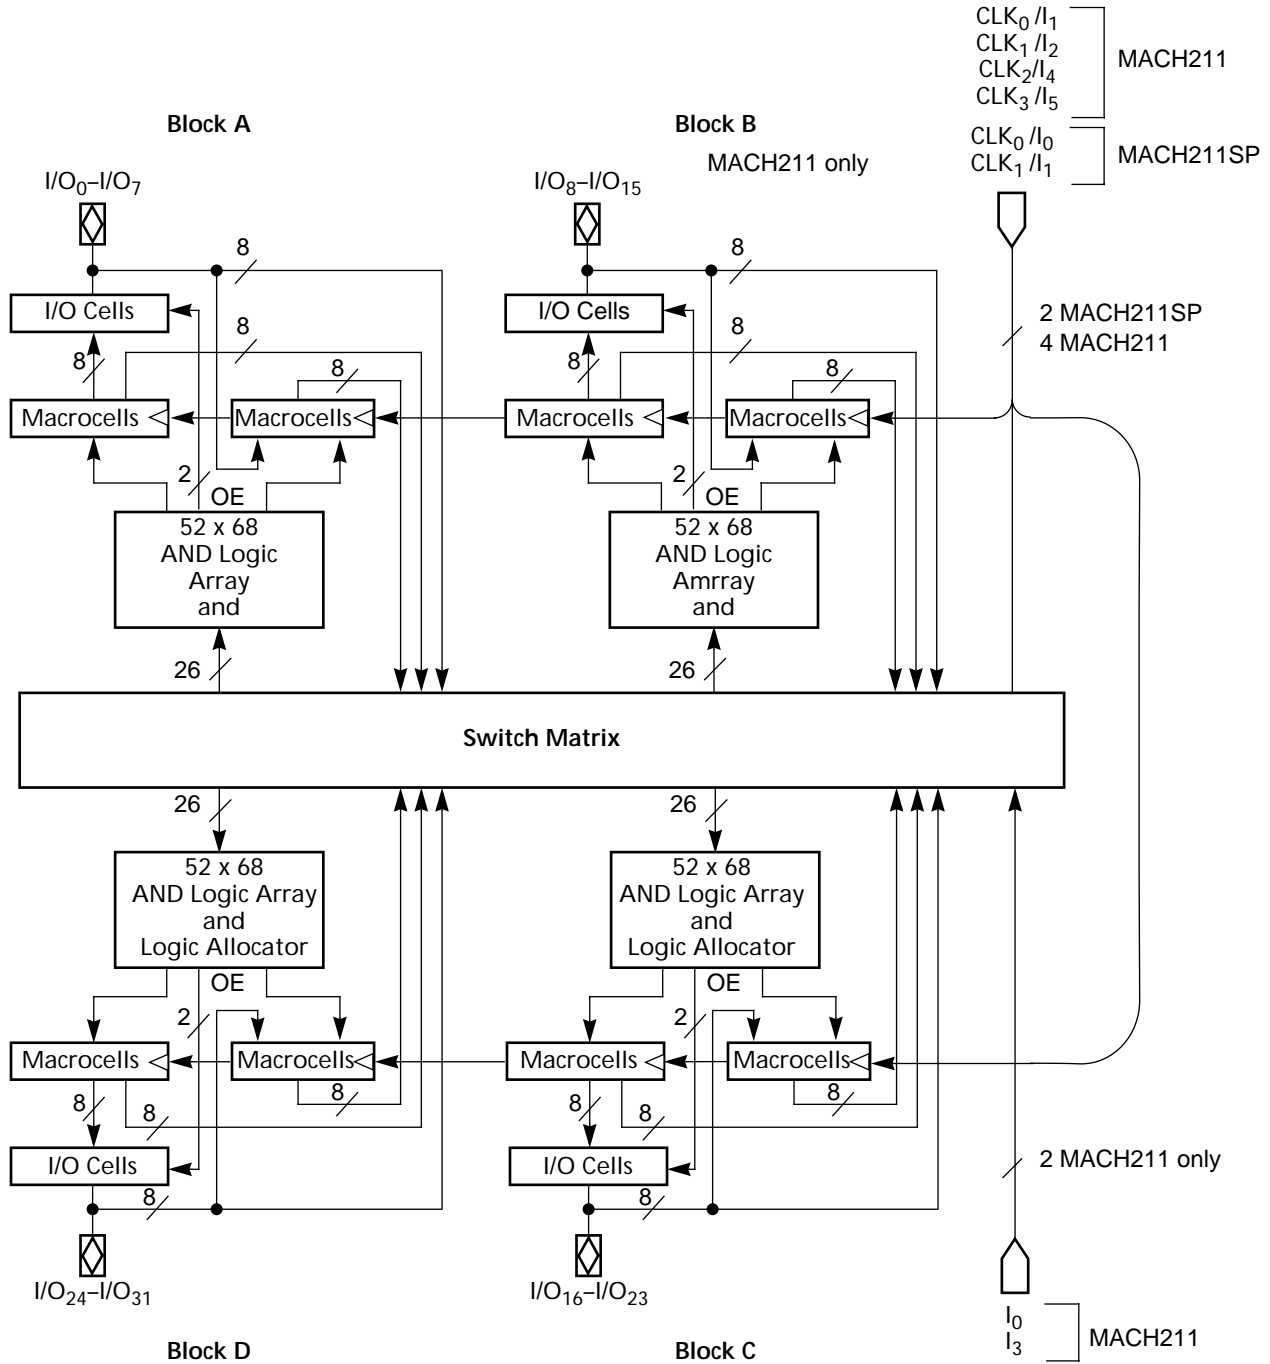 CLK0 /I1
CLK1 /I2
CLK2/I4
CLK3 /I5
MACH211
CLK0 /I0
CLK1 /I1
MACH211SP
Block A
Block B
MACH211 only
I/O0–I/O7
I/O8–I/O15
8
8
2 MACH211SP
4 MACH211
I/O Cells
I/O Cells
8
8
8
8
8
8
Macrocells
Macrocells
Macrocells
Macrocells
2
OE
2
OE
52 x 68
AND Logic
Array
and
52 x 68
AND Logic
Amrray
and
26
26
Switch Matrix
26
26
52 x 68
AND Logic Array
and
Logic Allocator
52 x 68
AND Logic Array
and
Logic Allocator
OE
2
OE
2
Macrocells
Macrocells
Macrocells
Macrocells
8
8
8
8
8
8
I/O Cells
I/O Cells
8
8
2 MACH211 only
I/O24–I/O31
I/O16–I/O23
I0
I3
MACH211
Block D
Block C